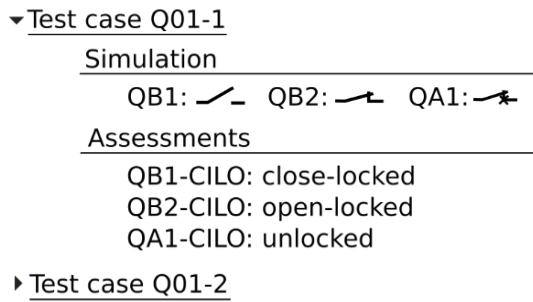 Test case Q01-1
Simulation
QB1: QB2: QA1:
Assessments
QB1-CILO: close-locked
QB2-CILO: open-locked
QA1-CILO: unlocked
Test case Q01-2